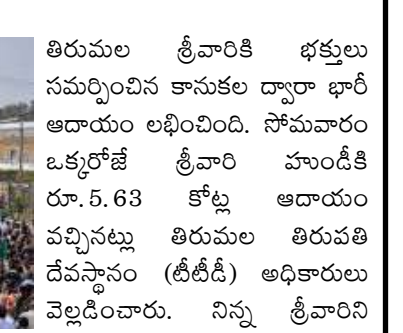 తిరుమల శ్రీవారికి భక్తులు
సమర్పించిన కానుకల ద్వారా భారీ
ఆదాయం లభించింది. సోమవారం
ఒక్కరోజే శ్రీవారి హుండీకి
రూ.5.63 కోట్ల ఆదాయం
వచ్చినట్లు తిరుమల తిరుపతి
దేవస్థానం (టీటీడీ) అధికారులు
వెల్లడించారు. నిన్న శ్రీవారిని